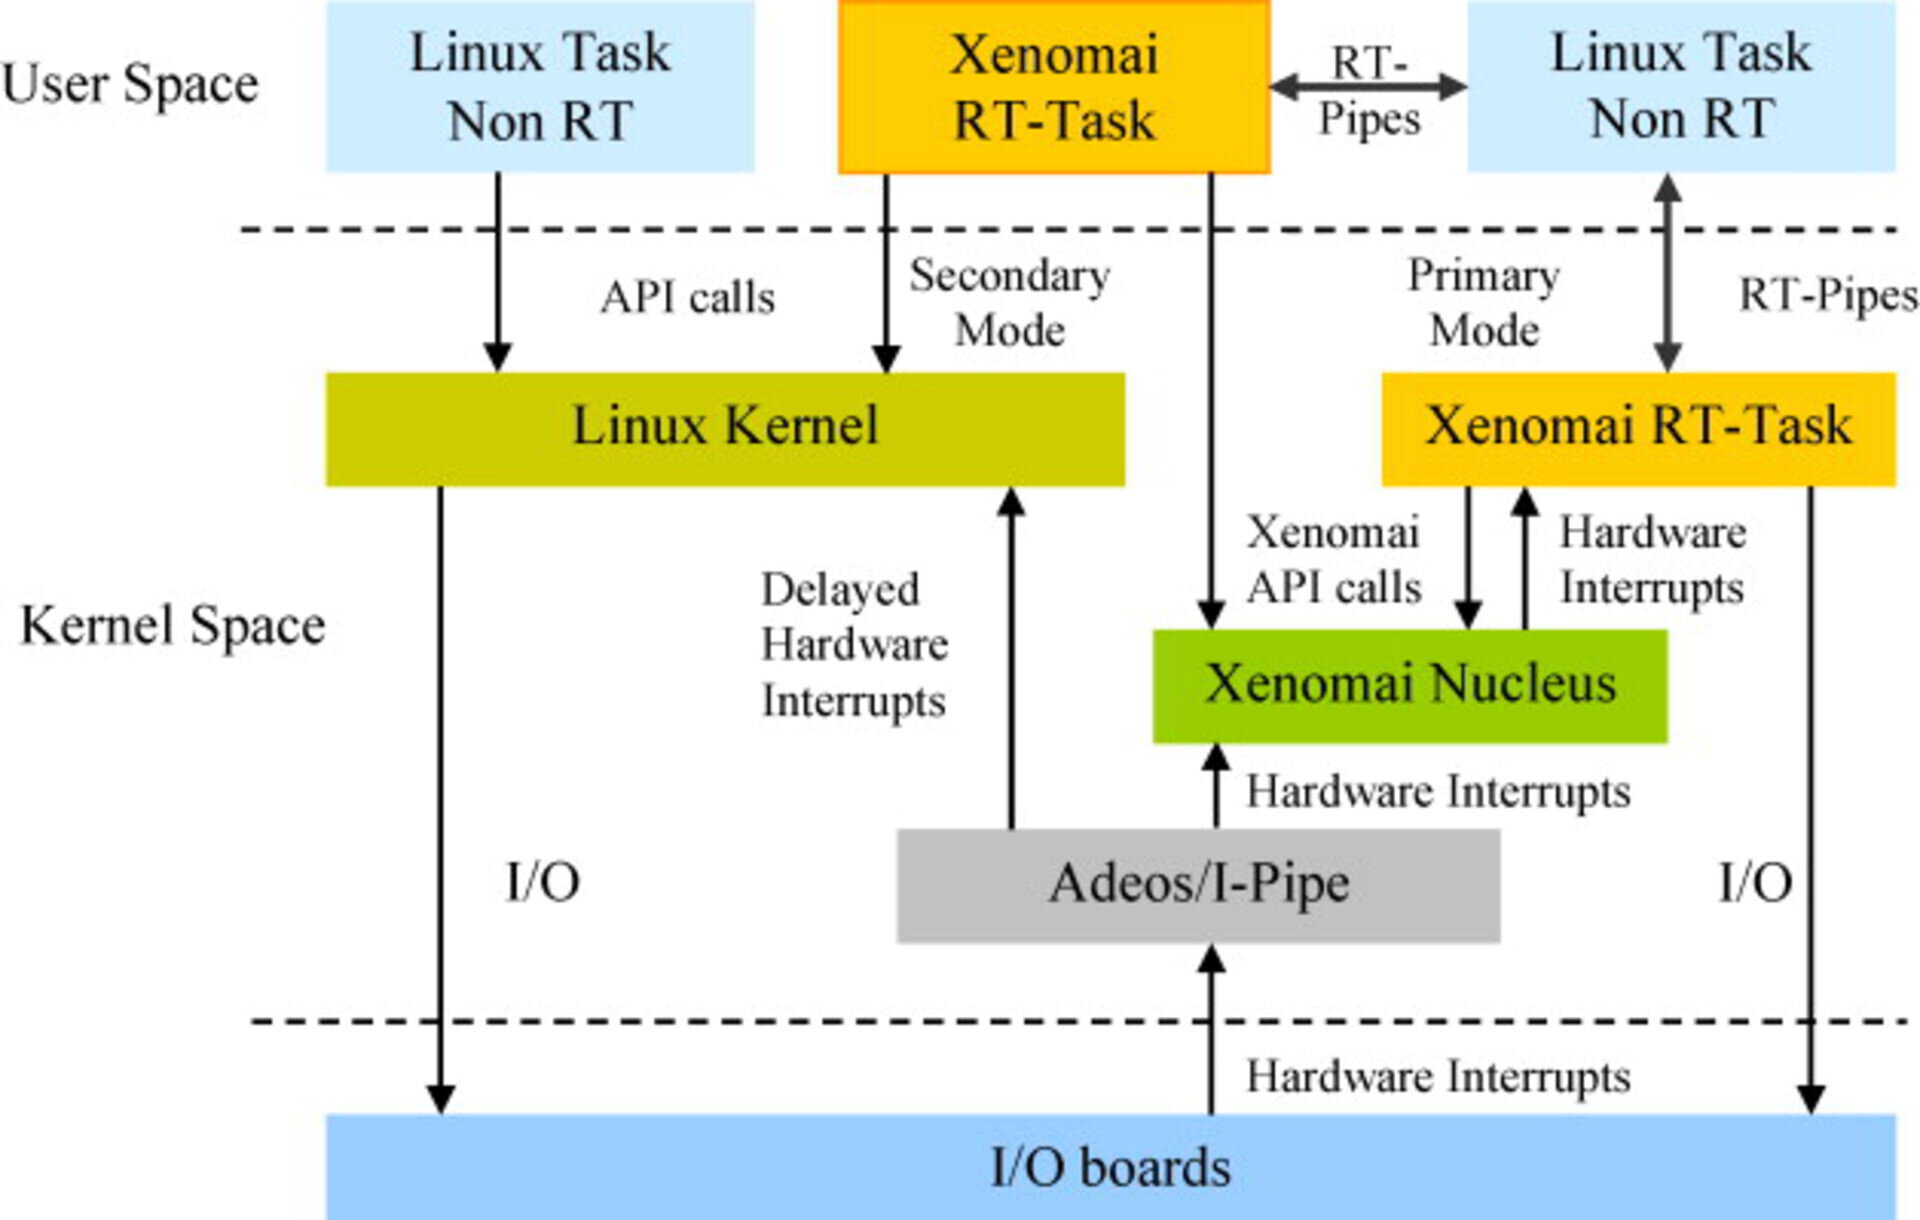 User Space
Linux Task
Non RT
Xenomai
RT-Task
RT-
Pipes
Linux Task
Non RT
API calls
Secondary
Mode
Primary
Mode
RT-Pipes
Linux Kernel
Xenomai RT-Task
Kernel Space
Delayed
Hardware
Interrupts
Xenomai
API calls
Hardware
Interrupts
Xenomai Nucleus
Hardware Interrupts
I/O
Adeos/I-Pipe
I/O
Hardware Interrupts
I/O boards